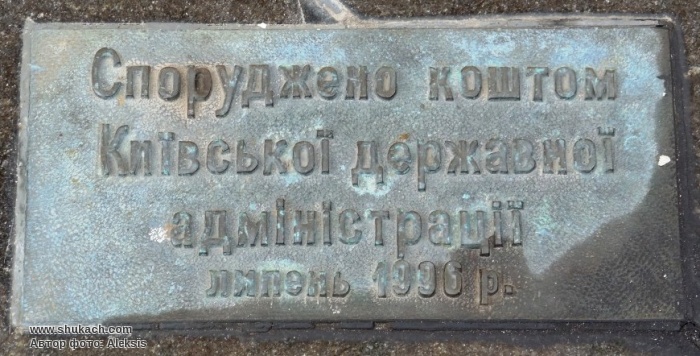 Споруджено коштом
Київської державної
адміністрації
липень 1996 р.
www.shukach.com
Автор фото: Aleksis